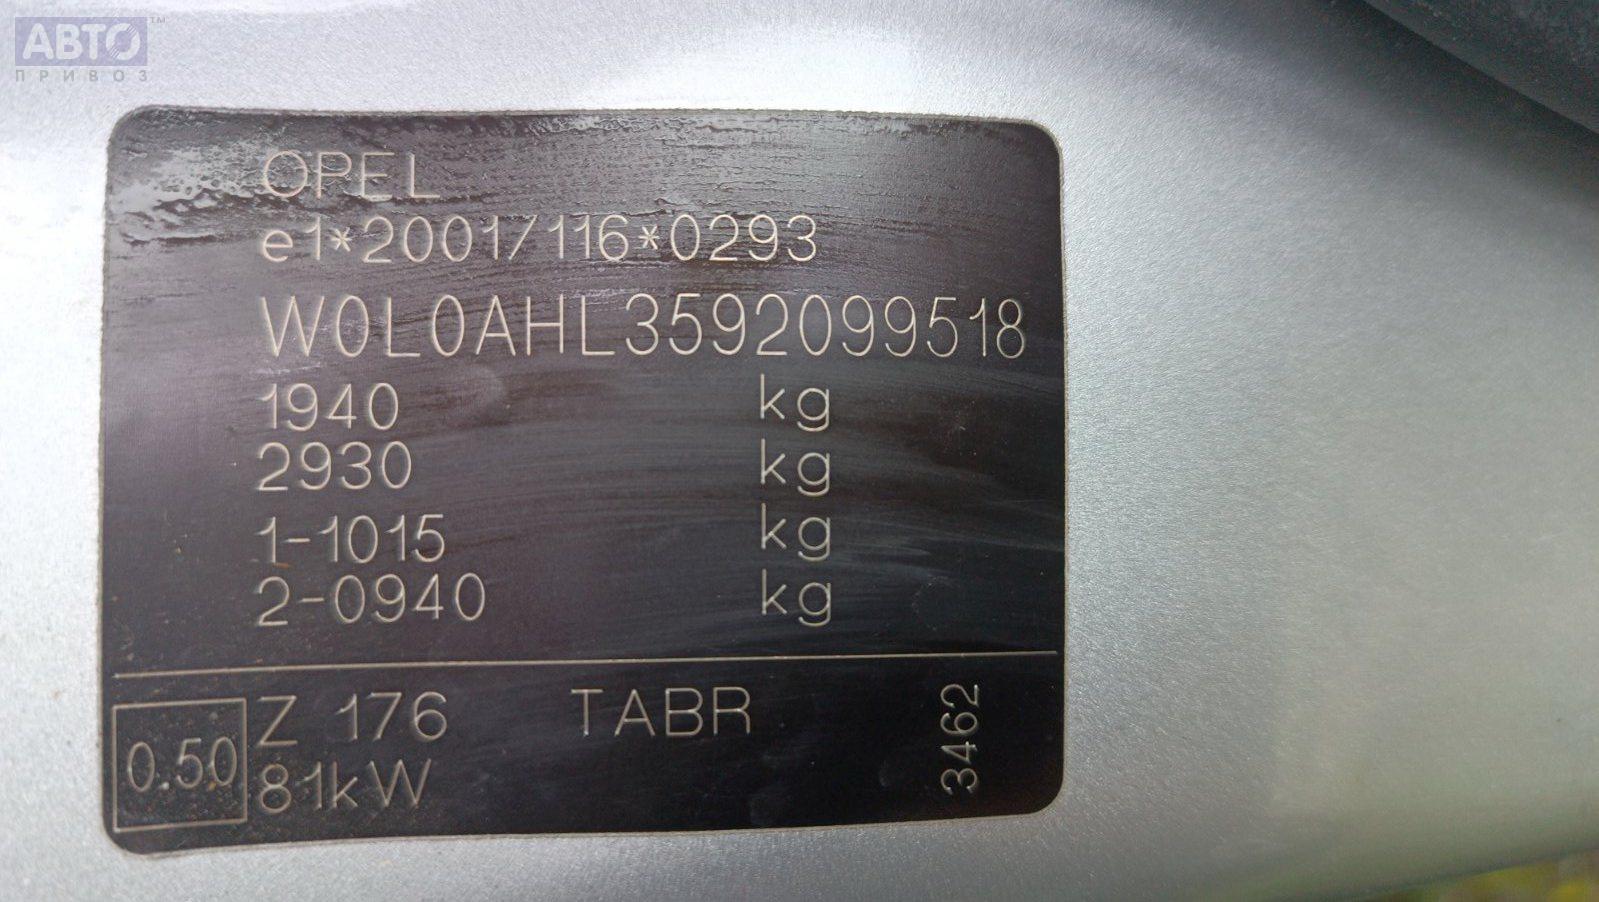 АВТО™
ПРИВОЗ
OPEL
e1*2001/116*0293
W0L0AHL3592099518
1940 kg
2930 kg
1-1015 kg
2-0940 kg
0.50
Z 176 TABR
81kW
3462